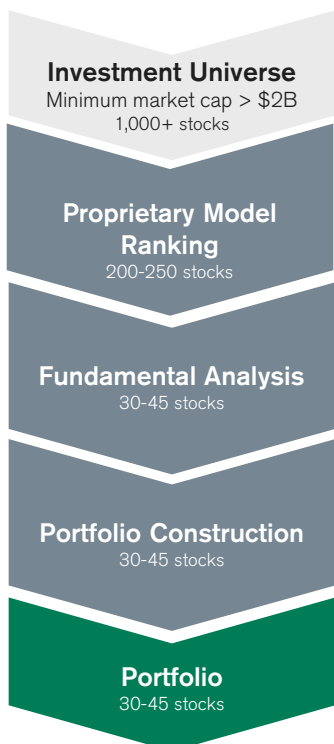 Investment Universe
Minimum market cap > $2B
1,000+ stocks
Proprietary Model
Ranking
200-250 stocks
Fundamental Analysis
30-45 stocks
Portfolio Construction
30-45 stocks
Portfolio
30-45 stocks